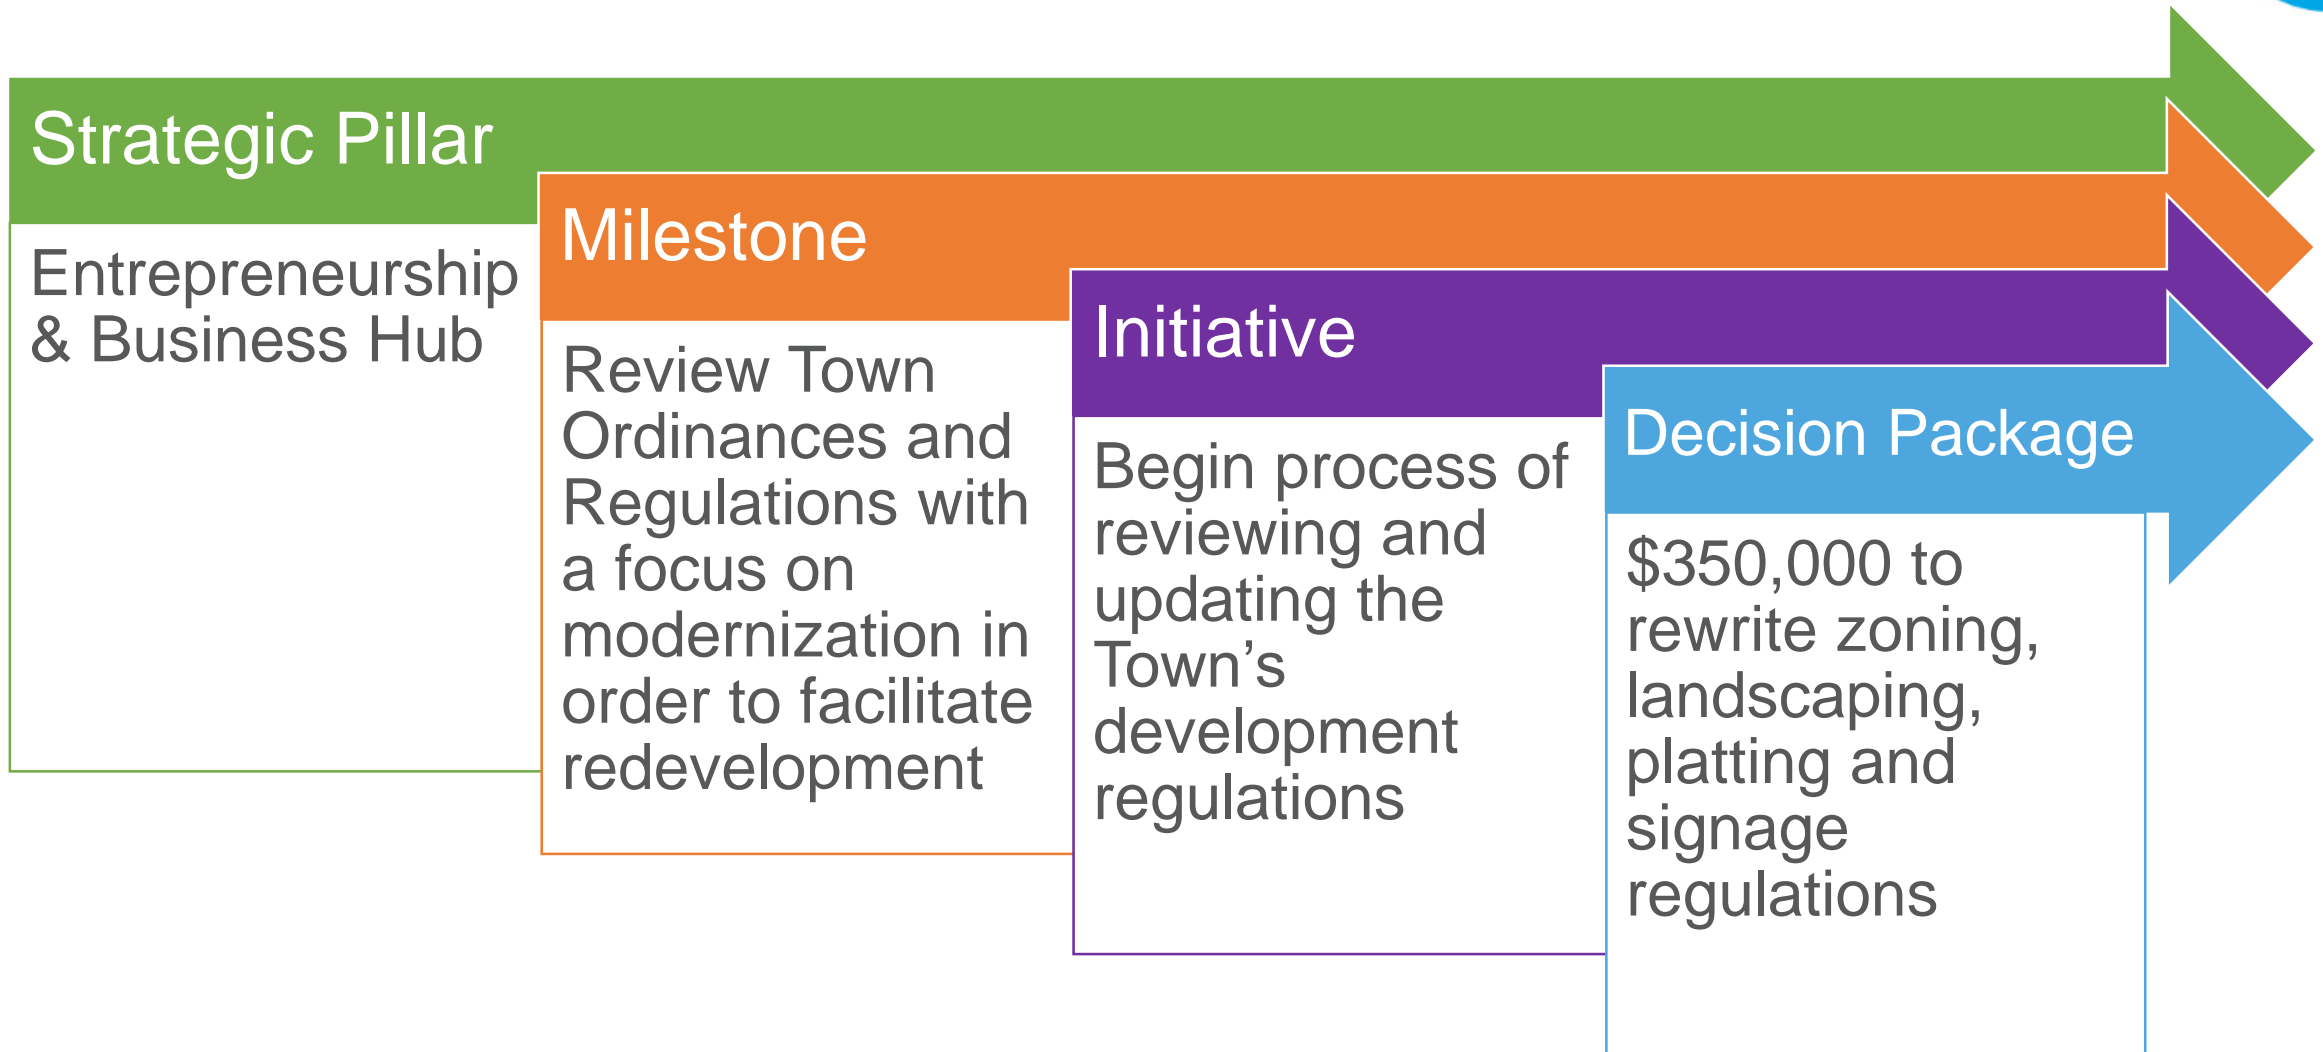 Strategic Pillar
Entrepreneurship
& Business Hub
Milestone
Review Town
Ordinances and
Regulations with
a focus on
modernization in
order to facilitate
redevelopment
Initiative
Begin process of
reviewing and
updating the
Town’s
development
regulations
Decision Package
$350,000 to
rewrite zoning,
landscaping,
platting and
signage
regulations